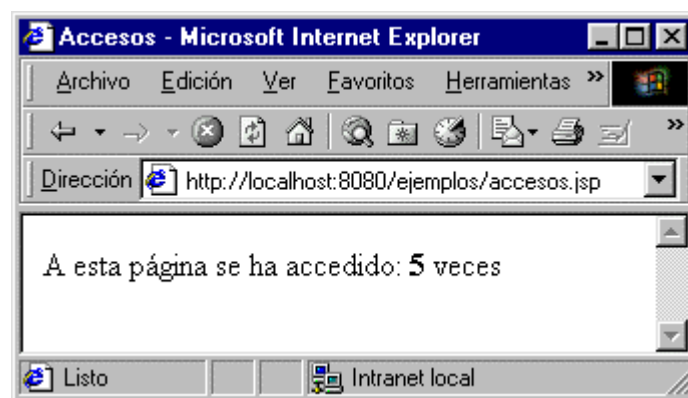 Accesos - Microsoft Internet Explorer
Archivo Edición Ver Favoritos Herramientas »
»
Dirección http://localhost:8080/ejemplos/accesos.jsp
A esta página se ha accedido: 5 veces
Listo Intranet local